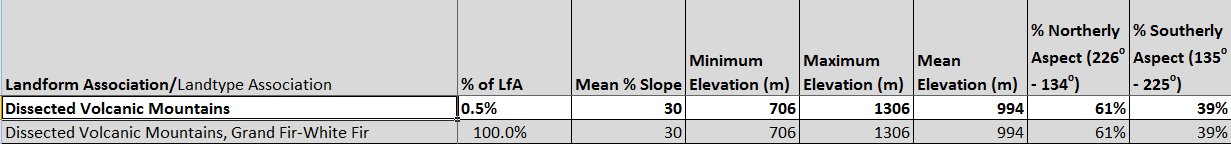 Landform Association/Landtype Association % of LfA Mean % Slope Minimum Elevation (m) Maximum Elevation (m) Mean Elevation (m) % Northerly Aspect (226° - 134°) % Southerly Aspect (135° - 225°)
Dissected Volcanic Mountains 0.5% 30 706 1306 994 61% 39%
Dissected Volcanic Mountains, Grand Fir-White Fir 100.0% 30 706 1306 994 61% 39%